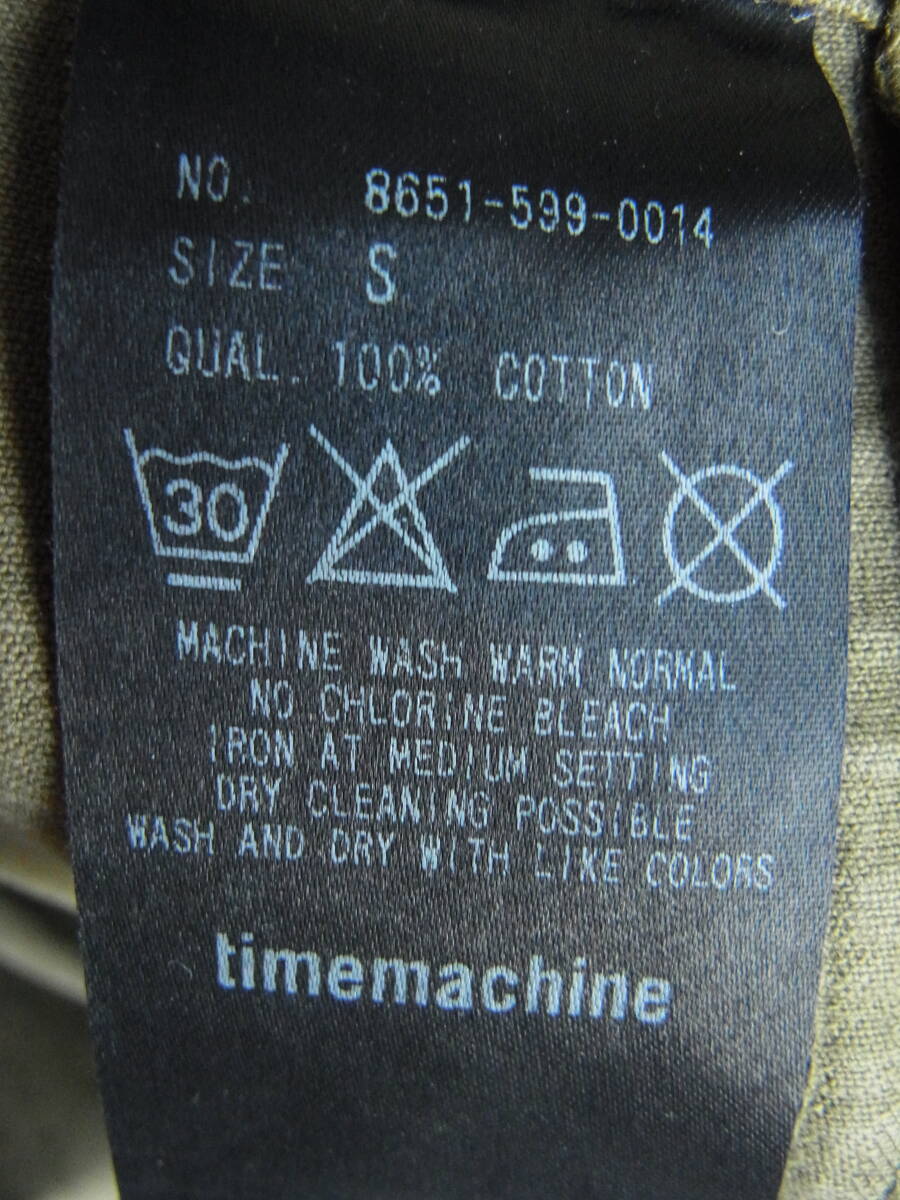 NO. 8651-599-0014
SIZE S
QUAL. 100% COTTON
30
MACHINE WASH WARM NORMAL
NO CHLORINE BLEACH
IRON AT MEDIUM SETTING
DRY CLEANING POSSIBLE
WASH AND DRY WITH LIKE COLORS
timemachine